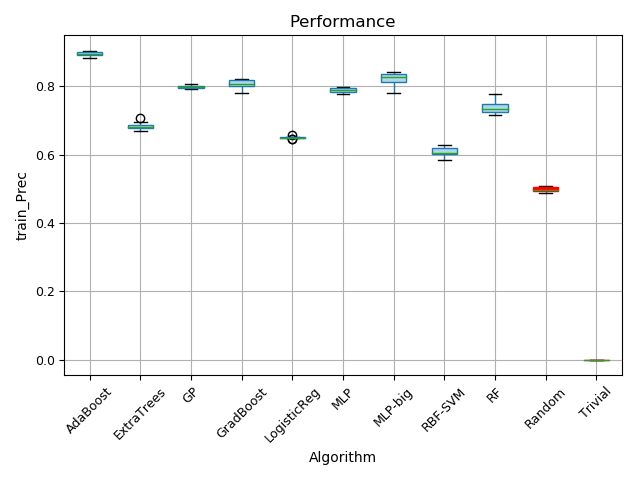 Performance
train_Prec
0.8
0.6
0.4
0.2
0.0
AdaBoost
ExtraTrees
GP
GradBoost
LogisticReg
MLP
MLP-big
RBF-SVM
RF
Random
Trivial
Algorithm